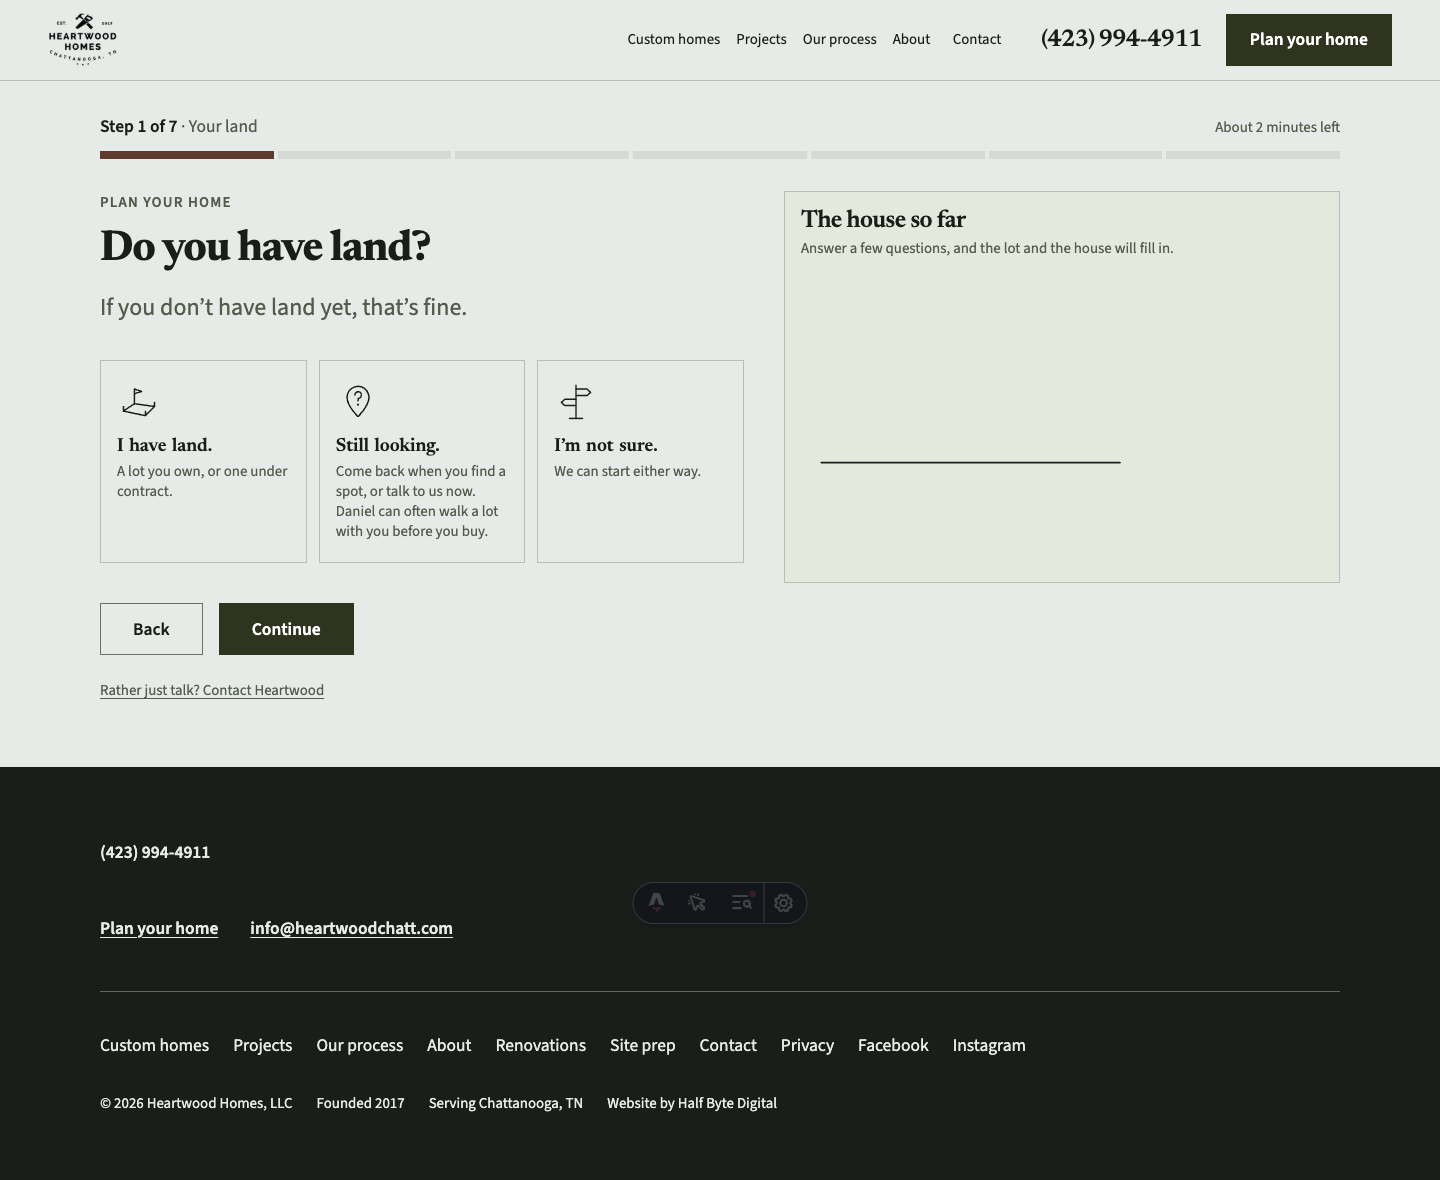 EST. 2017
HEARTWOOD
HOMES
CHATTANOOGA, TN
Custom homes Projects Our process About Contact (423) 994-4911 Plan your home
Step 1 of 7 · Your land
About 2 minutes left
PLAN YOUR HOME
Do you have land?
If you don’t have land yet, that’s fine.
I have land.
A lot you own, or one under
contract.
?
Still looking.
Come back when you find a
spot, or talk to us now.
Daniel can often walk a lot
with you before you buy.
I’m not sure.
We can start either way.
Back
Continue
Rather just talk? Contact Heartwood
The house so far
Answer a few questions, and the lot and the house will fill in.
(423) 994-4911
Plan your home info@heartwoodchatt.com
Custom homes Projects Our process About Renovations Site prep Contact Privacy Facebook Instagram
© 2026 Heartwood Homes, LLC Founded 2017 Serving Chattanooga, TN Website by Half Byte Digital